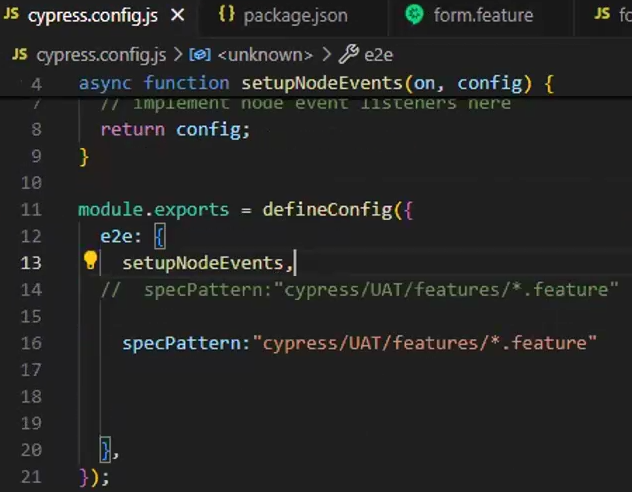 JS cypress.config.js × {} package.json form.feature JS fo
JS cypress.config.js > <unknown> > e2e
4 async function setupNodeEvents(on, config) {
7 // implement node event listeners here
8 return config;
9 }
10
11 module.exports = defineConfig({
12 e2e: {
13 setupNodeEvents,
14 // specPattern:"cypress/UAT/features/*.feature"
15
16 specPattern:"cypress/UAT/features/*.feature"
17
18
19
20 },
21 });